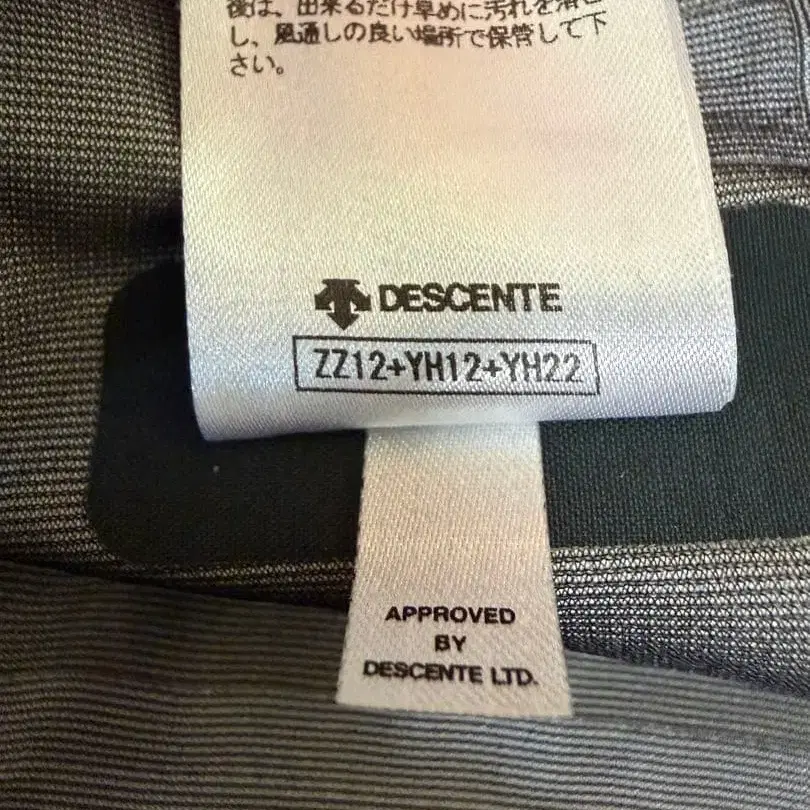 後は、出来るだけ早めに汚れを落と
し、風通しの良い場所で保管して下
さい。
DESCENTE
ZZ12+YH12+YH22
APPROVED
BY
DESCENTE LTD.